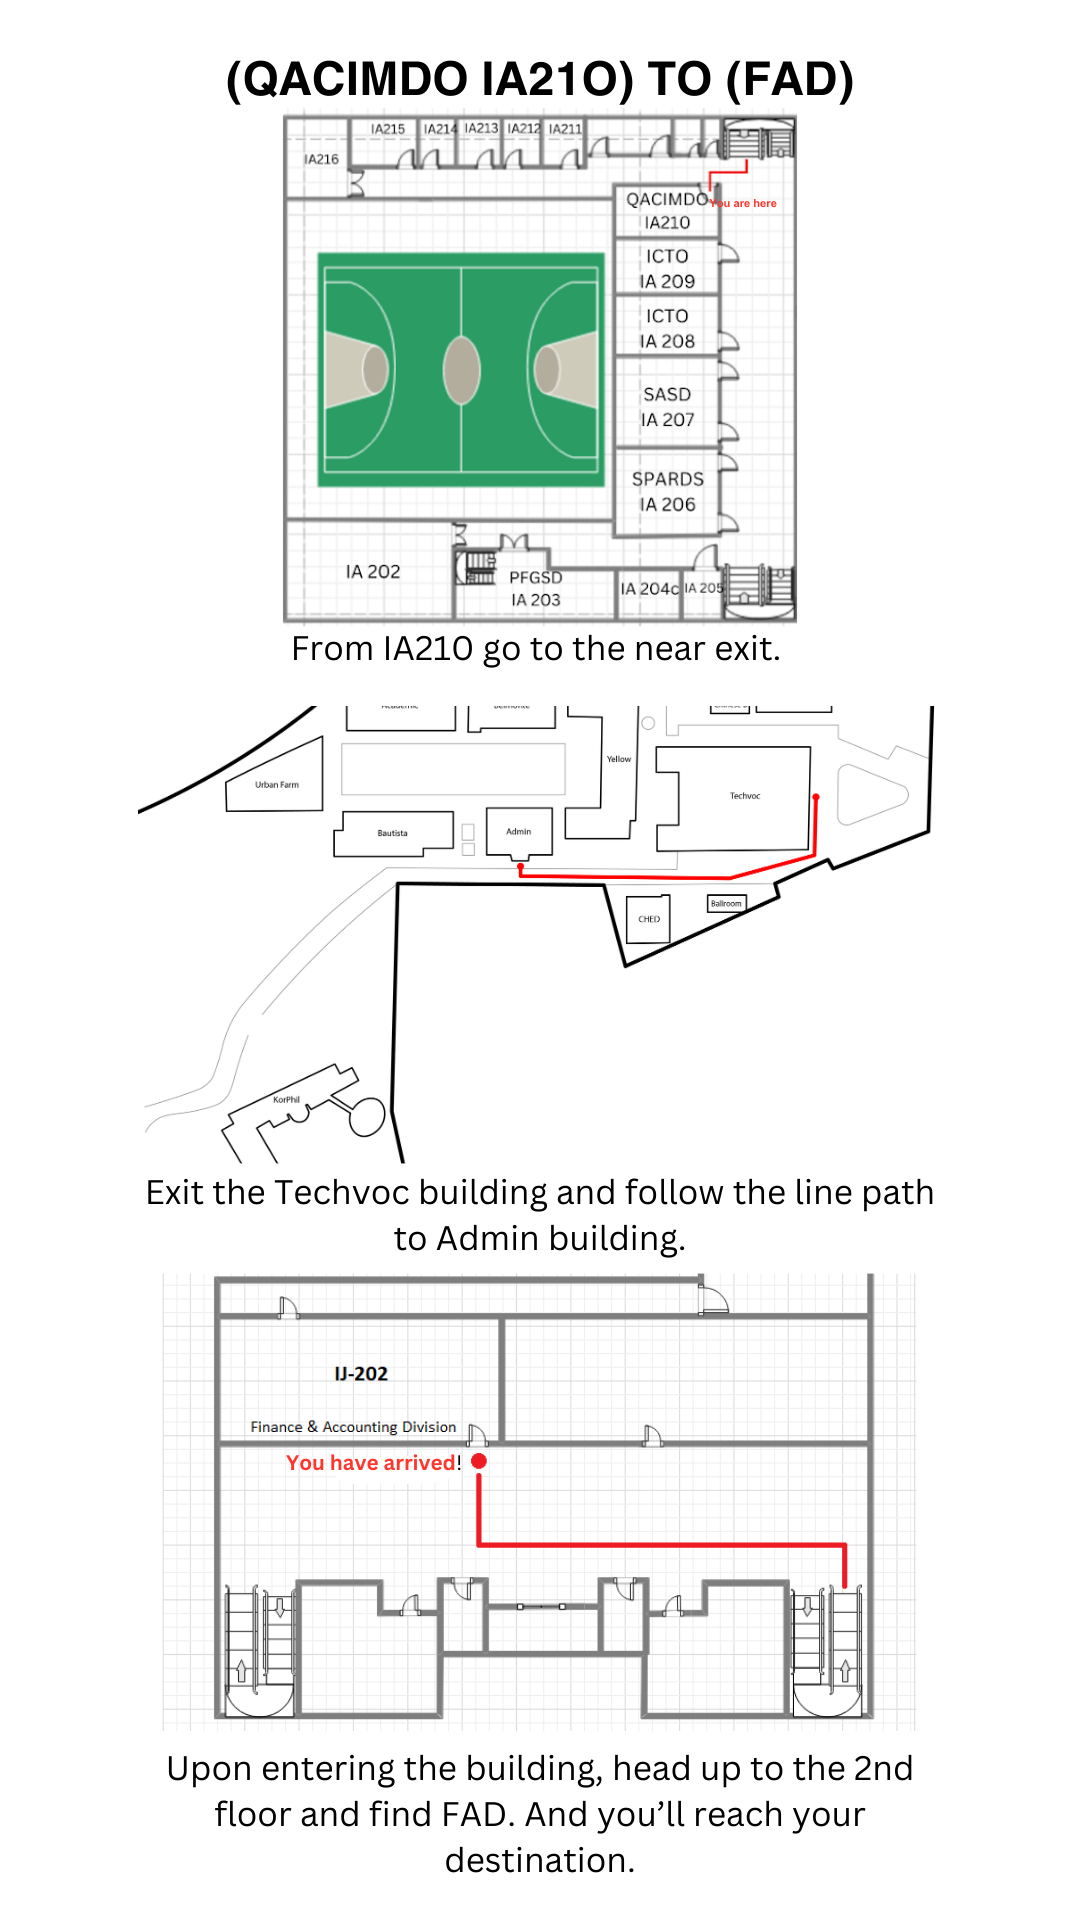 (QACIMDO IA210) TO (FAD)
IA215
IA214
IA213
IA212
IA211
IA216
QACIMDO
IA210
You are here
ICTO
IA 209
ICTO
IA 208
SASD
IA 207
SPARDS
IA 206
IA 202
PFGSD
IA 203
IA 204c
IA 205
From IA210 go to the near exit.
Academic
Belmonte
Yellow
Urban Farm
Techvoc
Bautista
Admin
CHED
Ballroom
KorPhil
Exit the Techvoc building and follow the line path
to Admin building.
IJ-202
Finance & Accounting Division
You have arrived!
Upon entering the building, head up to the 2nd
floor and find FAD. And you’ll reach your
destination.